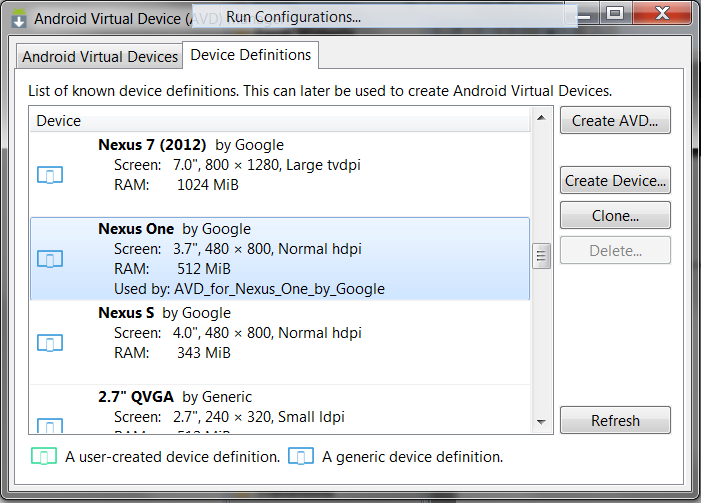 Android Virtual Device (AVD)
Run Configurations...
Android Virtual Devices
Device Definitions
List of known device definitions. This can later be used to create Android Virtual Devices.
Device
Nexus 7 (2012) by Google
Screen: 7.0", 800 × 1280, Large tvdpi
RAM: 1024 MiB
Nexus One by Google
Screen: 3.7", 480 × 800, Normal hdpi
RAM: 512 MiB
Used by: AVD_for_Nexus_One_by_Google
Nexus S by Google
Screen: 4.0", 480 × 800, Normal hdpi
RAM: 343 MiB
2.7" QVGA by Generic
Screen: 2.7", 240 × 320, Small ldpi
Create AVD...
Create Device...
Clone...
Delete...
Refresh
A user-created device definition.
A generic device definition.